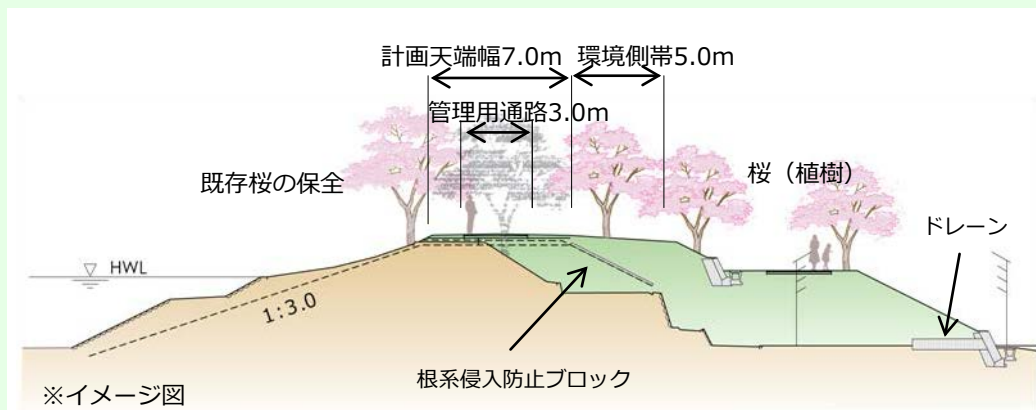 計画天端幅7.0m 環境側帯5.0m
管理用通路3.0m
既存桜の保全
桜（植樹）
ドレーン
HWL
1:3.0
根系侵入防止ブロック
※イメージ図